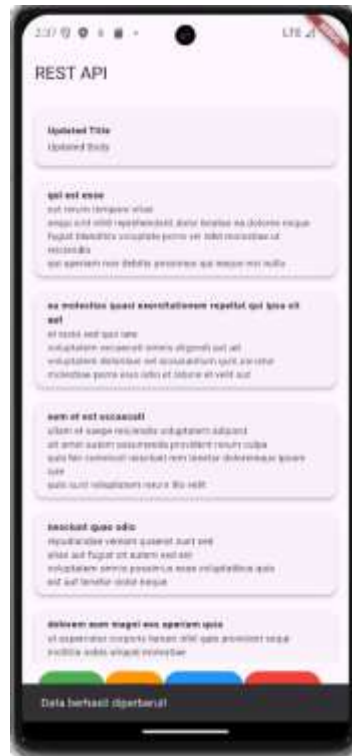 2:37
LTE
DEBUG
REST API
Updated Title
Updated Body
qui est esse
est rerum tempore vitae
sequi sint nihil reprehenderit dolor beatae ea dolores neque
fugiat blanditiis voluptate porro vel nihil molestiae ut
reiciendis
qui aperiam non debitis possimus qui neque nisi nulla
ea molestias quasi exercitationem repellat qui ipsa sit
aut
et iusto sed quo iure
voluptatem occaecati omnis eligendi aut ad
voluptatem doloribus vel accusantium quis pariatur
molestiae porro eius odio et labore et velit aut
eum et est occaecati
ullam et saepe reiciendis voluptatem adipisci
sit amet autem assumenda provident rerum culpa
quis hic commodi nesciunt rem tenetur doloremque ipsam
iure
quis sunt voluptatem rerum illo velit
nesciunt quas odio
repudiandae veniam quaerat sunt sed
alias aut fugiat sit autem sed est
voluptatem omnis possimus esse voluptatibus quis
est aut tenetur dolor neque
dolorem eum magni eos aperiam quia
ut aspernatur corporis harum nihil quis provident sequi
mollitia nobis aliquid molestiae
Data berhasil diperbarui!